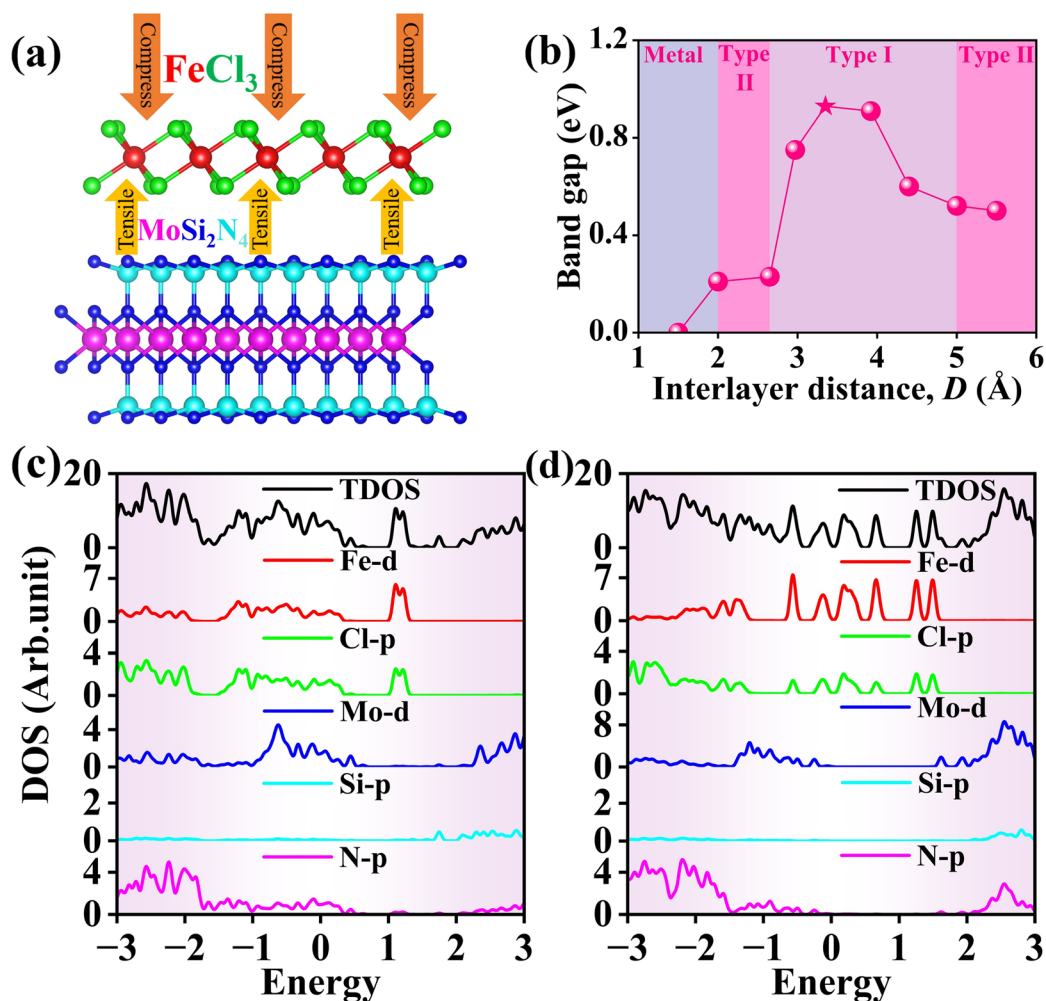 (a)
Compress
Compress
Compress
FeCl₃
Tensile
Tensile
Tensile
MoSi₂N₄
(b)
Metal
Type II
Type I
Type II
Band gap (eV)
1.2
0.8
0.4
0.0
1 2 3 4 5 6
Interlayer distance, D (Å)
(c)
DOS (Arb.unit)
20
TDOS
0
7
Fe-d
0
4
Cl-p
0
4
Mo-d
0
2
Si-p
0
4
N-p
0
−3 −2 −1 0 1 2 3
Energy
(d)
20
TDOS
0
7
Fe-d
0
4
Cl-p
0
8
Mo-d
0
2
Si-p
0
4
N-p
0
−3 −2 −1 0 1 2 3
Energy